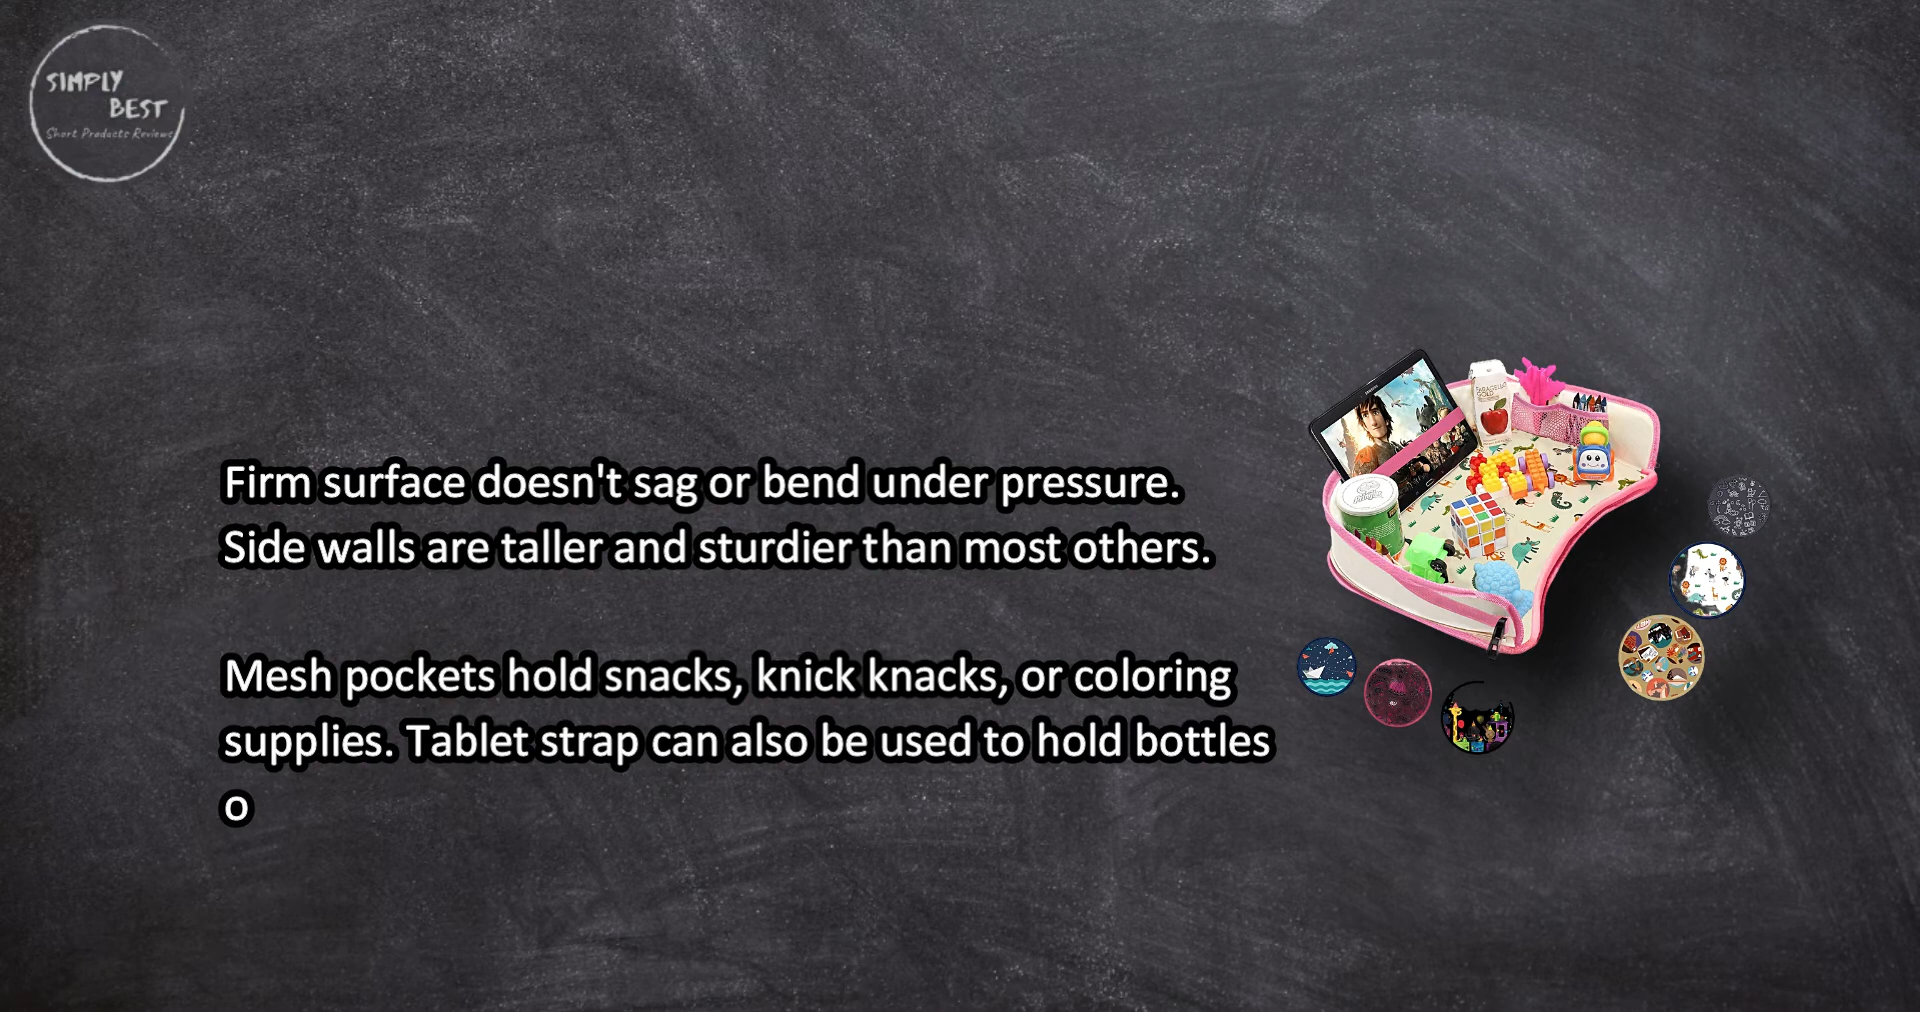 SIMPLY
BEST
Short Products Reviews
Firm surface doesn't sag or bend under pressure.
Side walls are taller and sturdier than most others.
Mesh pockets hold snacks, knick knacks, or coloring
supplies. Tablet strap can also be used to hold bottles
o